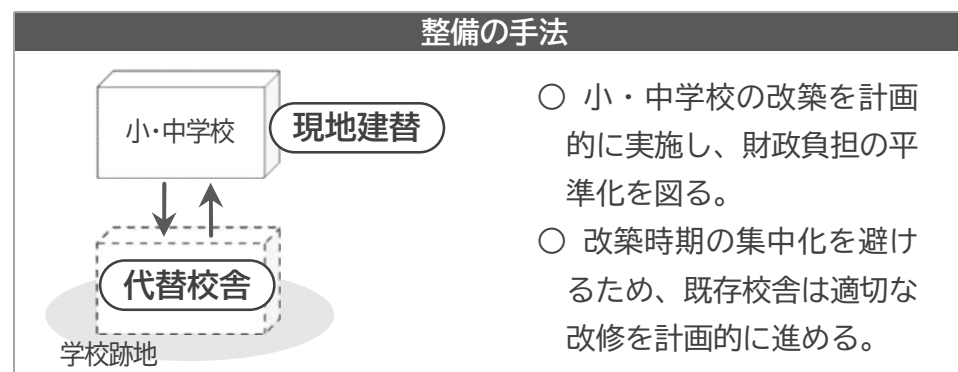 整備の手法
小・中学校
現地建替
代替校舎
学校跡地
○ 小・中学校の改築を計画
的に実施し、財政負担の平
準化を図る。
○ 改築時期の集中化を避け
るため、既存校舎は適切な
改修を計画的に進める。